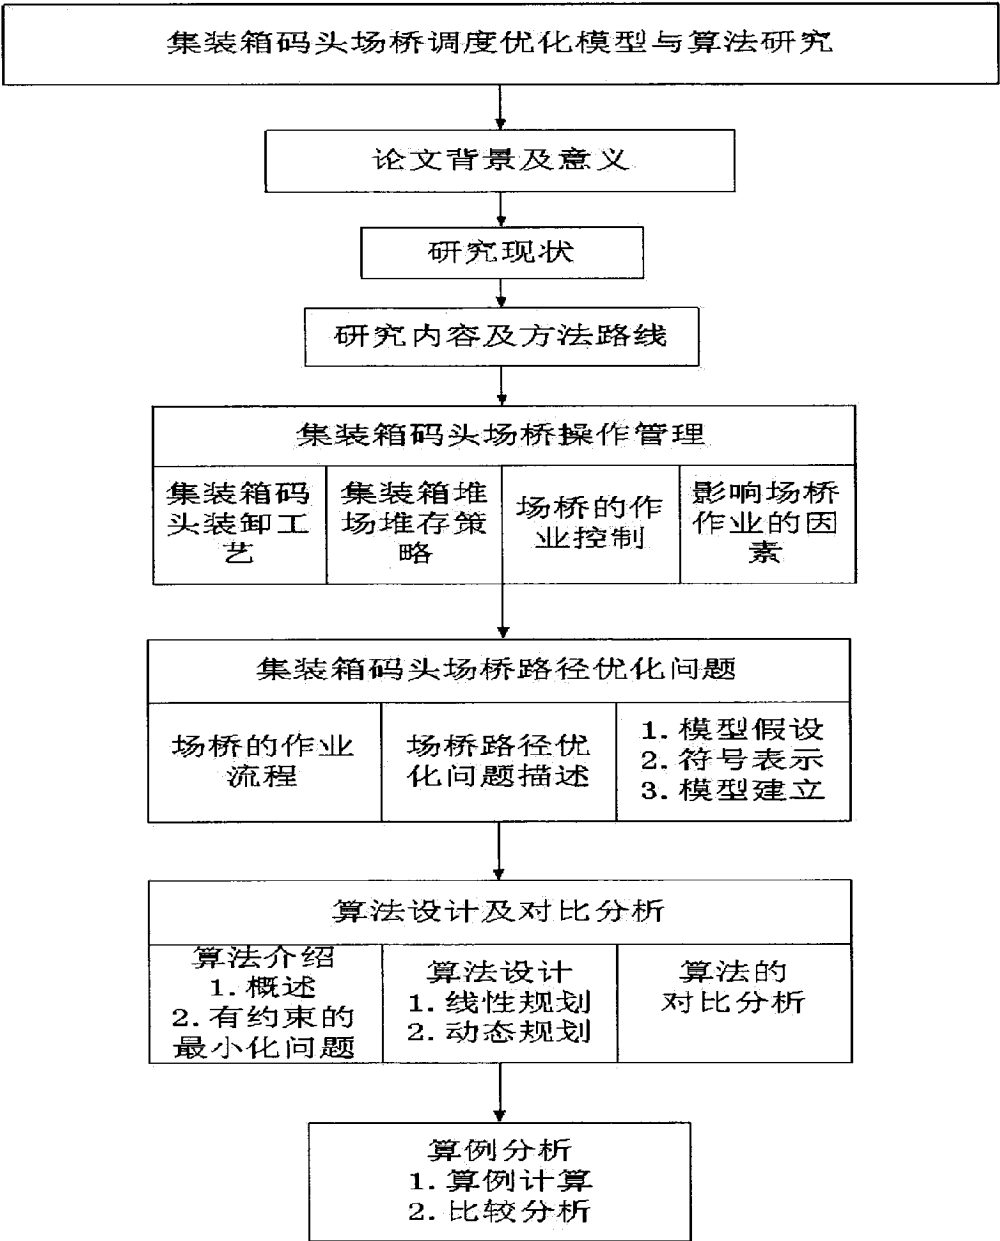 集装箱码头场桥调度优化模型与算法研究
论文背景及意义
研究现状
研究内容及方法路线
集装箱码头场桥操作管理
集装箱码
头装卸工
艺
集装箱堆
场堆存策
略
场桥的作
业控制
影响场桥
作业的因
素
集装箱码头场桥路径优化问题
场桥的作业
流程
场桥路径优
化问题描述
1.模型假设
2.符号表示
3.模型建立
算法设计及对比分析
算法介绍
1.概述
2.有约束的
最小化问题
算法设计
1.线性规划
2.动态规划
算法的
对比分析
算例分析
1.算例计算
2.比较分析